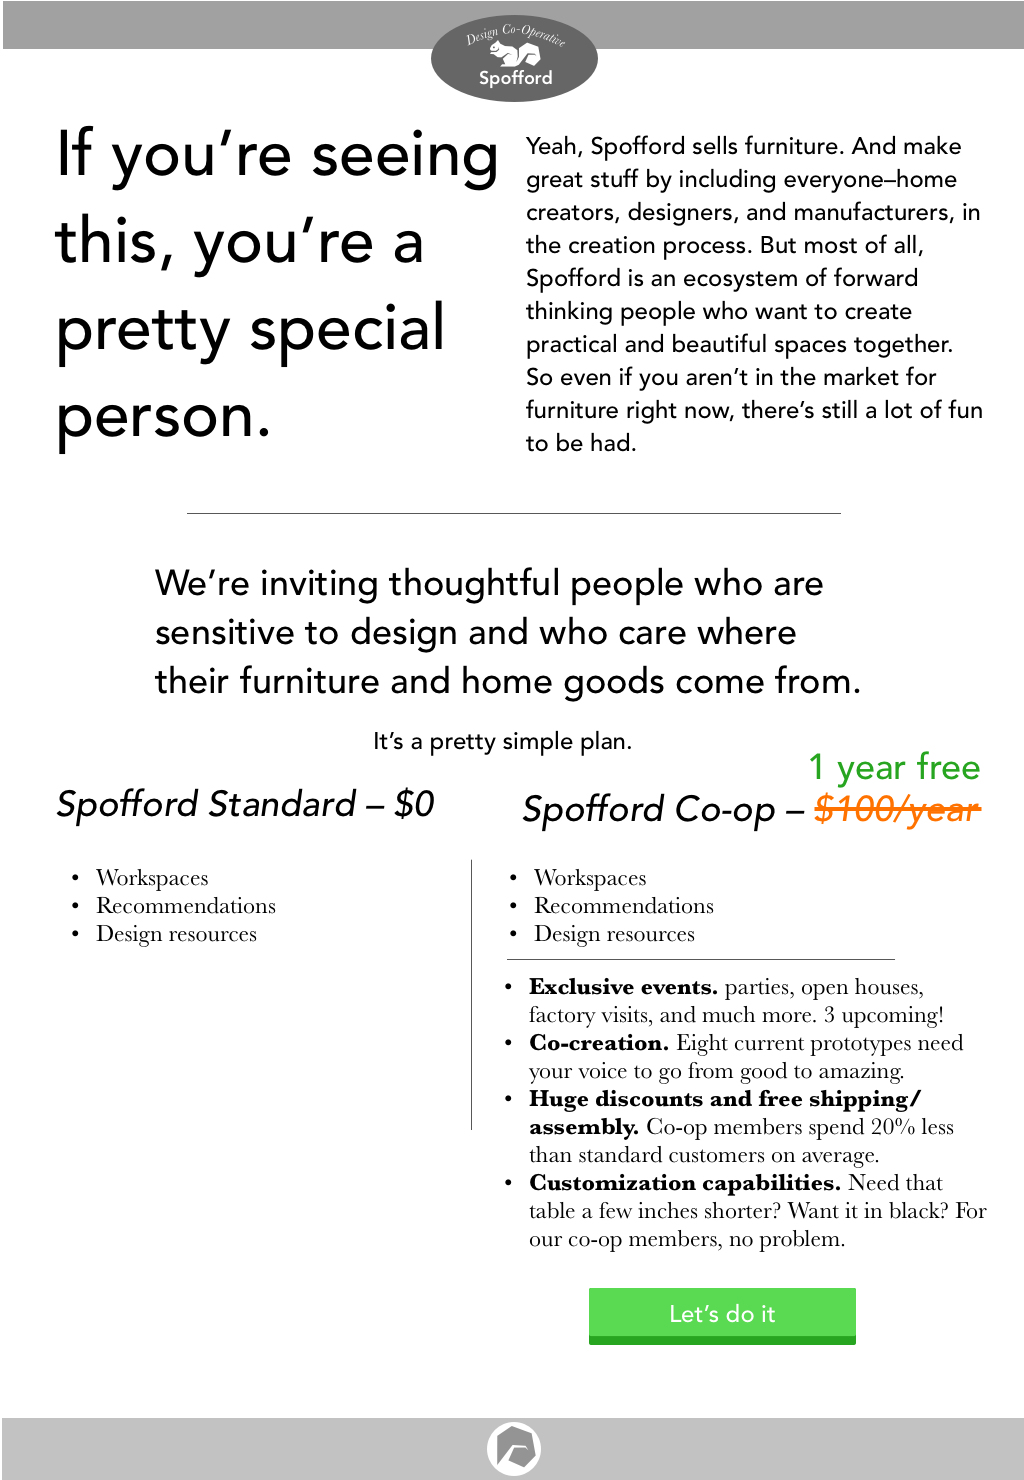 Design Co-Operative
Spofford
If you’re seeing
this, you’re a
pretty special
person.
Yeah, Spofford sells furniture. And make
great stuff by including everyone–home
creators, designers, and manufacturers, in
the creation process. But most of all,
Spofford is an ecosystem of forward
thinking people who want to create
practical and beautiful spaces together.
So even if you aren’t in the market for
furniture right now, there’s still a lot of fun
to be had.
We’re inviting thoughtful people who are
sensitive to design and who care where
their furniture and home goods come from.
It’s a pretty simple plan.
Spofford Standard – $0
• Workspaces
• Recommendations
• Design resources
1 year free
Spofford Co-op – $100/year
• Workspaces
• Recommendations
• Design resources
• Exclusive events. parties, open houses,
factory visits, and much more. 3 upcoming!
• Co-creation. Eight current prototypes need
your voice to go from good to amazing.
• Huge discounts and free shipping/
assembly. Co-op members spend 20% less
than standard customers on average.
• Customization capabilities. Need that
table a few inches shorter? Want it in black? For
our co-op members, no problem.
Let’s do it